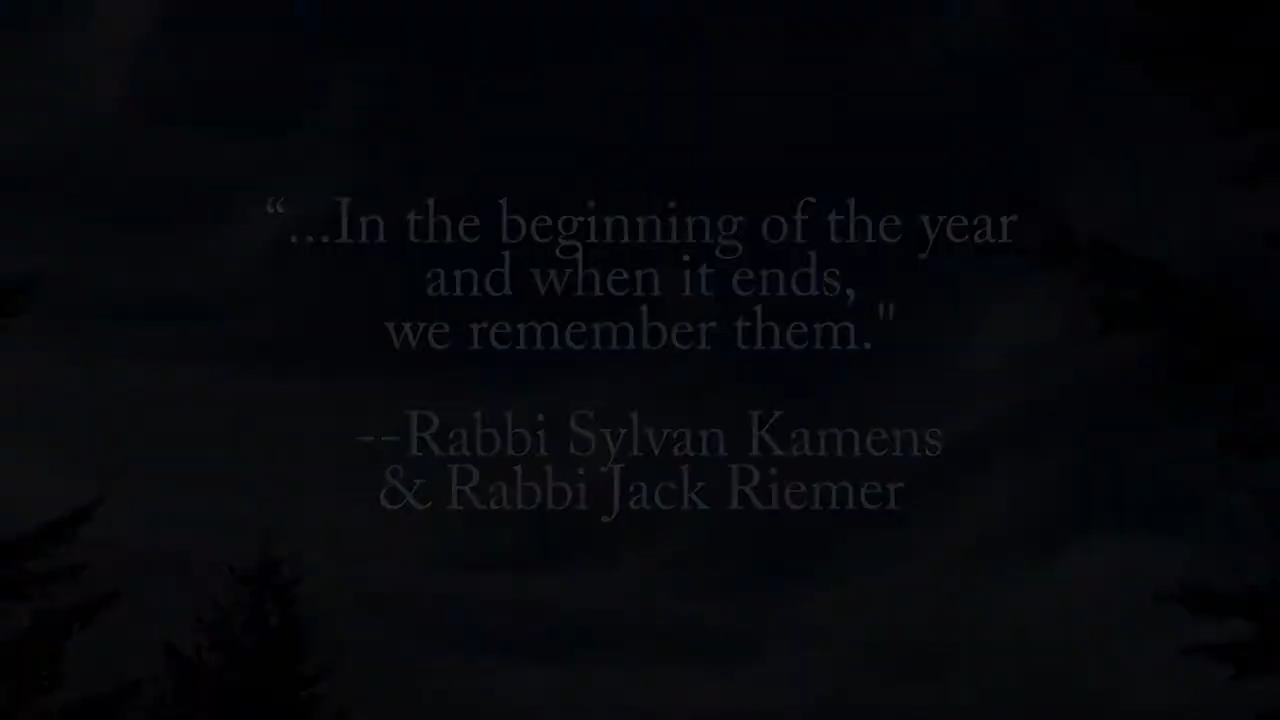 “...In the beginning of the year
and when it ends,
we remember them."
--Rabbi Sylvan Kamens
& Rabbi Jack Riemer